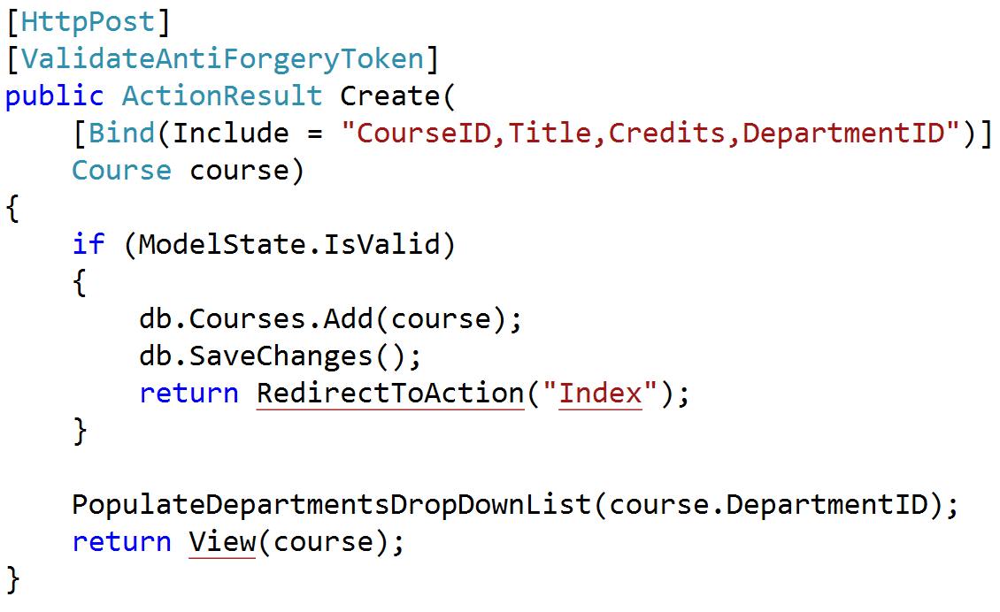 [HttpPost]
[ValidateAntiForgeryToken]
public ActionResult Create(
    [Bind(Include = "CourseID,Title,Credits,DepartmentID")]
    Course course)
{
    if (ModelState.IsValid)
    {
        db.Courses.Add(course);
        db.SaveChanges();
        return RedirectToAction("Index");
    }

    PopulateDepartmentsDropDownList(course.DepartmentID);
    return View(course);
}